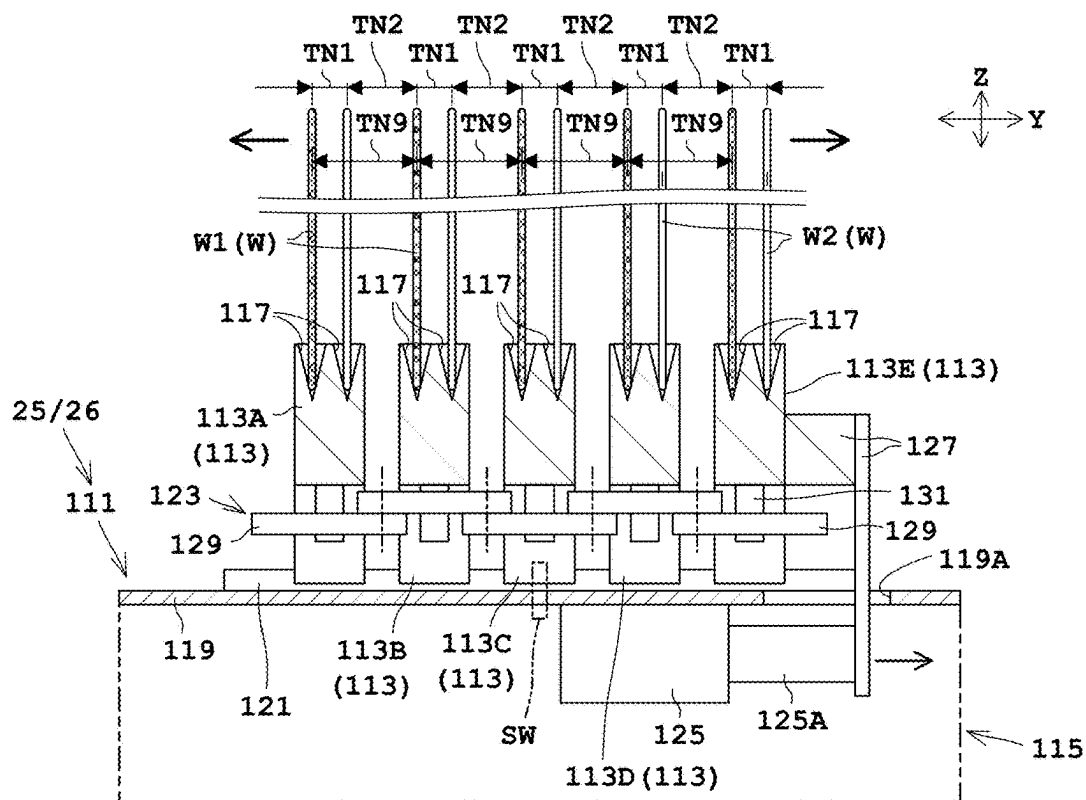 TN2 TN2 TN2 TN2
TN1 TN1 TN1 TN1 TN1
Z
Y
TN9 TN9 TN9 TN9
W1(W)
W2(W)
117 117 117 117
113E(113)
113A
(113)
25/26
127
111
123
131
129
129
119A
119
113B
(113)
113C
(113)
121
SW
125
125A
115
113D(113)